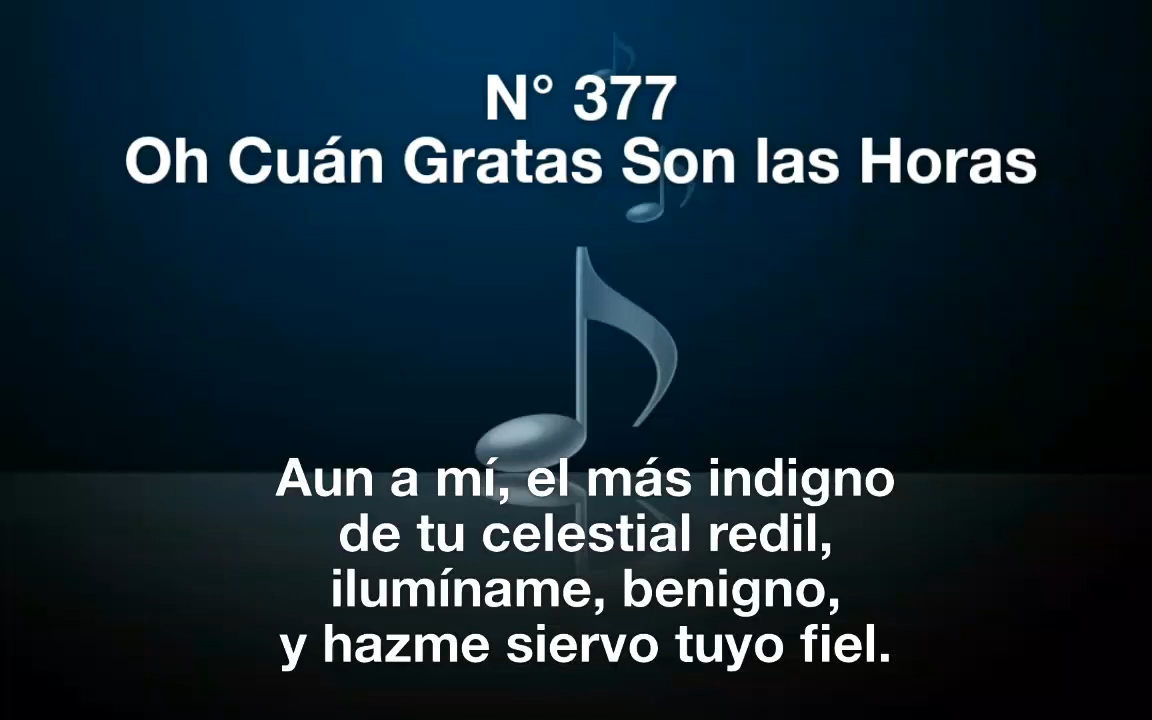 N° 377
Oh Cuán Gratas Son las Horas
Aun a mí, el más indigno
de tu celestial redil,
ilumíname, benigno,
y hazme siervo tuyo fiel.